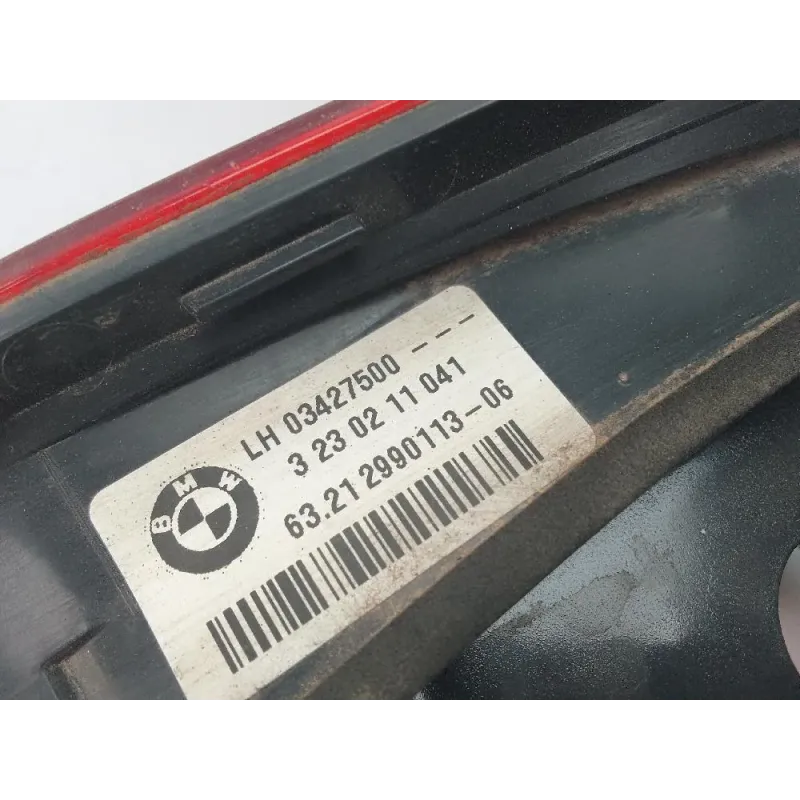 LH 03427500 - - -
3 23 02 11 041
63.21 2990113-06
BMW